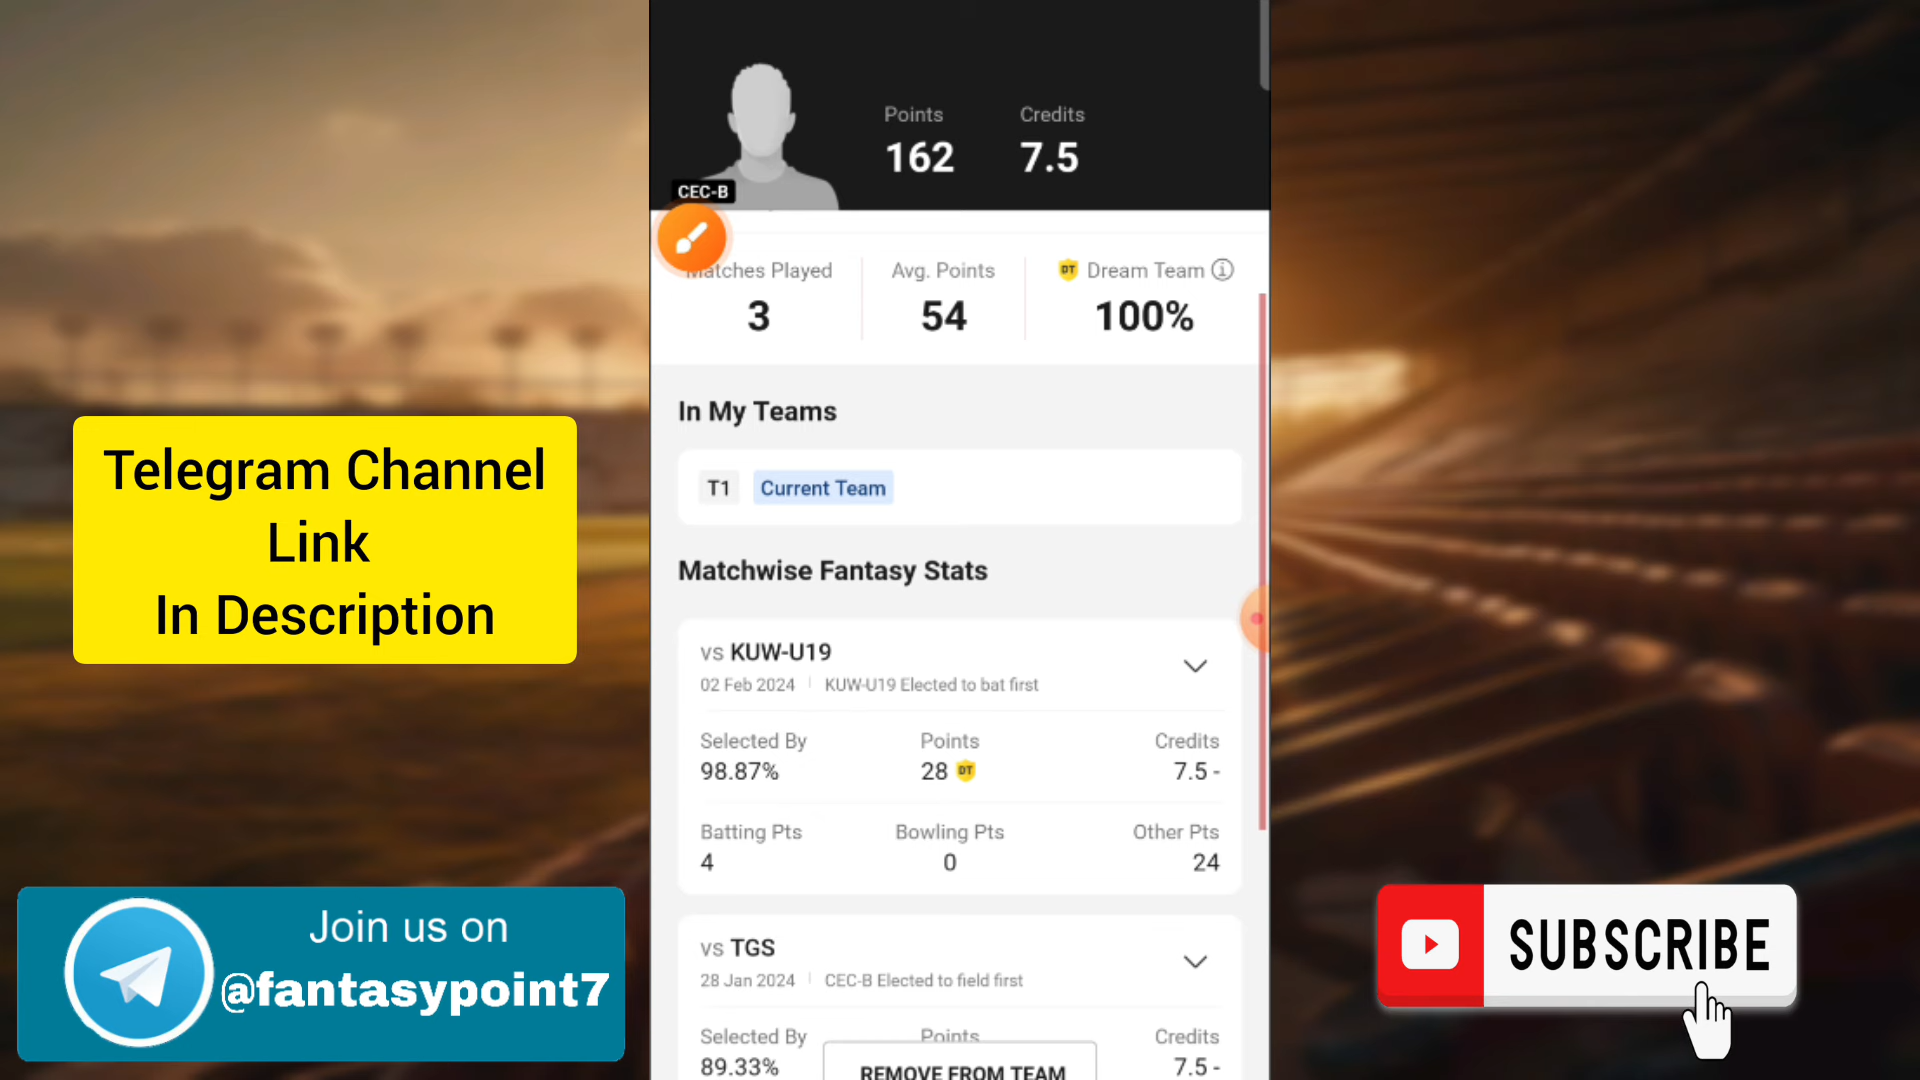 Points
Credits
162
7.5
CEC-B
Matches Played
Avg. Points
DT Dream Team
3
54
100%
In My Teams
T1 Current Team
Matchwise Fantasy Stats
vs KUW-U19
02 Feb 2024 | KUW-U19 Elected to bat first
Selected By
Points
Credits
98.87%
28 DT
7.5 -
Batting Pts
Bowling Pts
Other Pts
4
0
24
vs TGS
28 Jan 2024 | CEC-B Elected to field first
Selected By
Points
Credits
89.33%
7.5 -
REMOVE FROM TEAM
Telegram Channel
Link
In Description
Join us on
@fantasypoint7
SUBSCRIBE